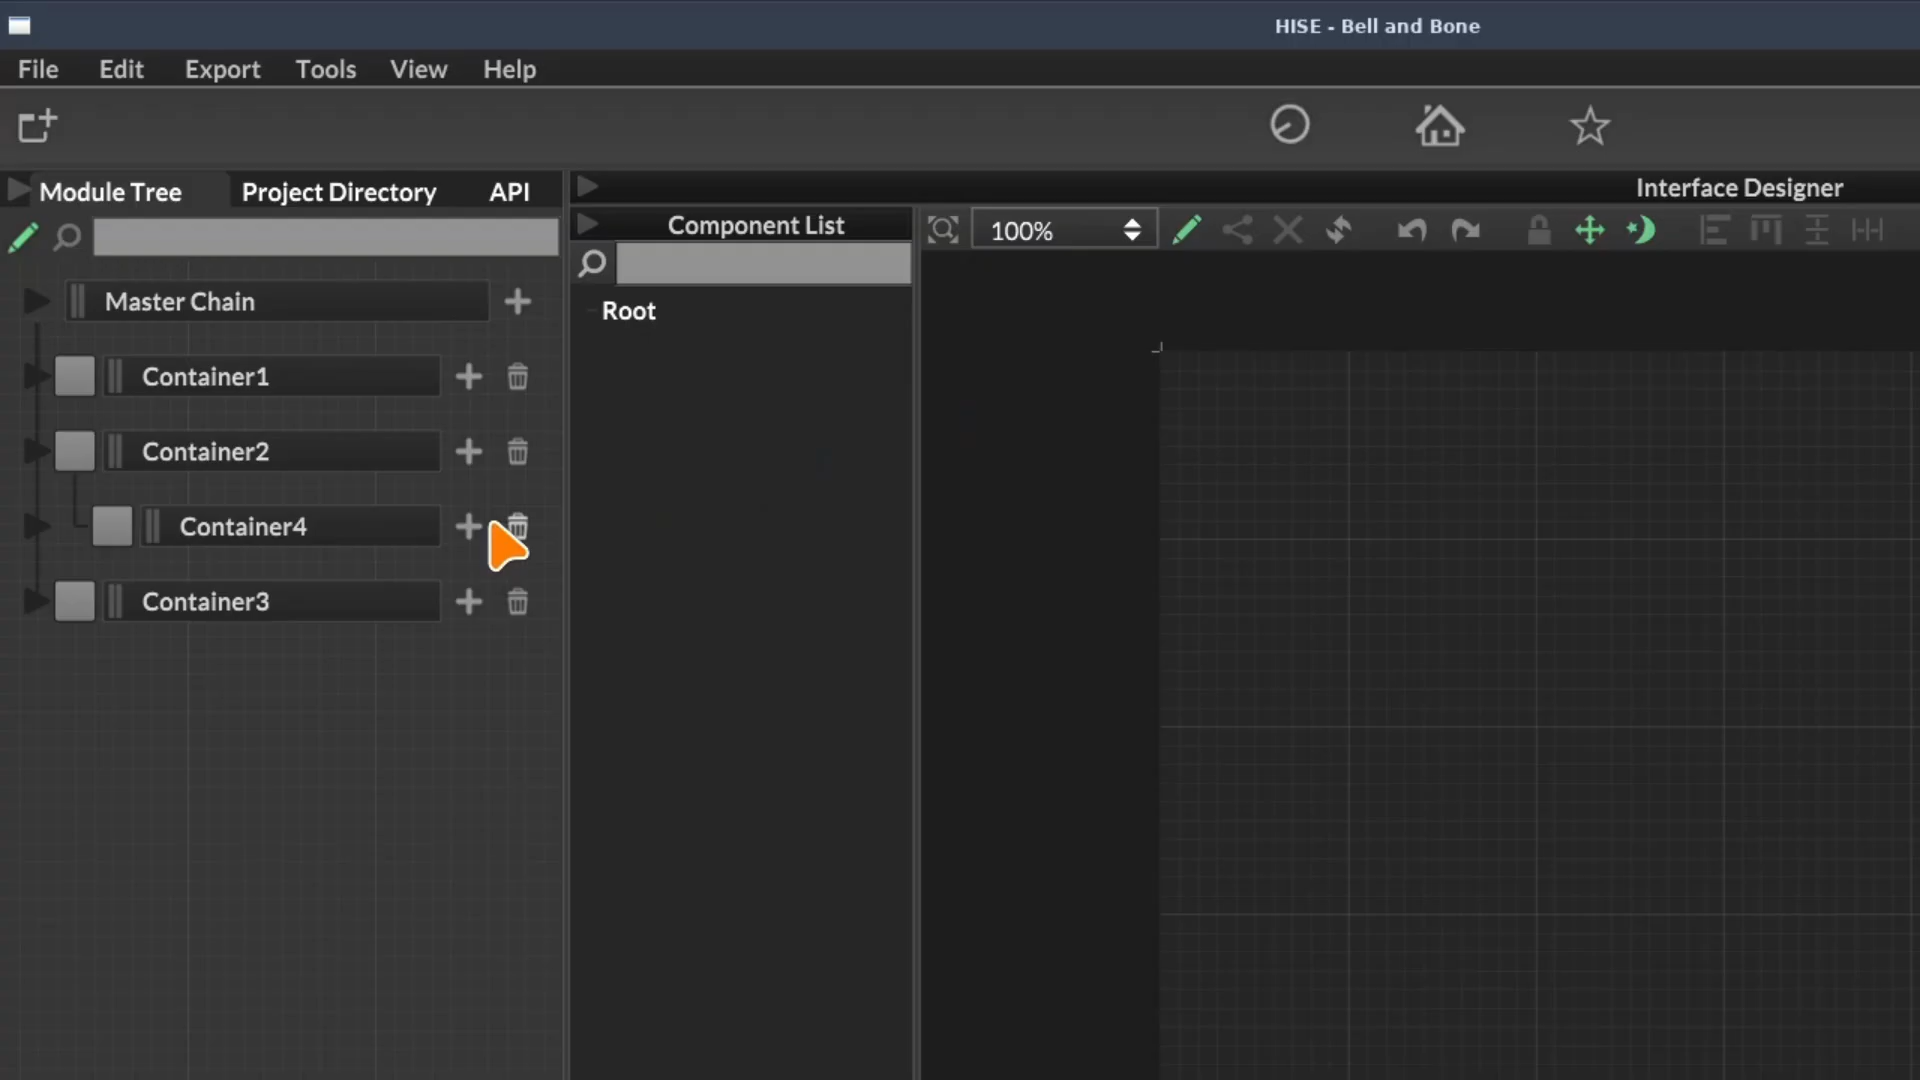 HISE - Bell and Bone
File Edit Export Tools View Help
Module Tree Project Directory API
Interface Designer
Component List
100%
Master Chain
Root
Container1
Container2
Container4
Container3